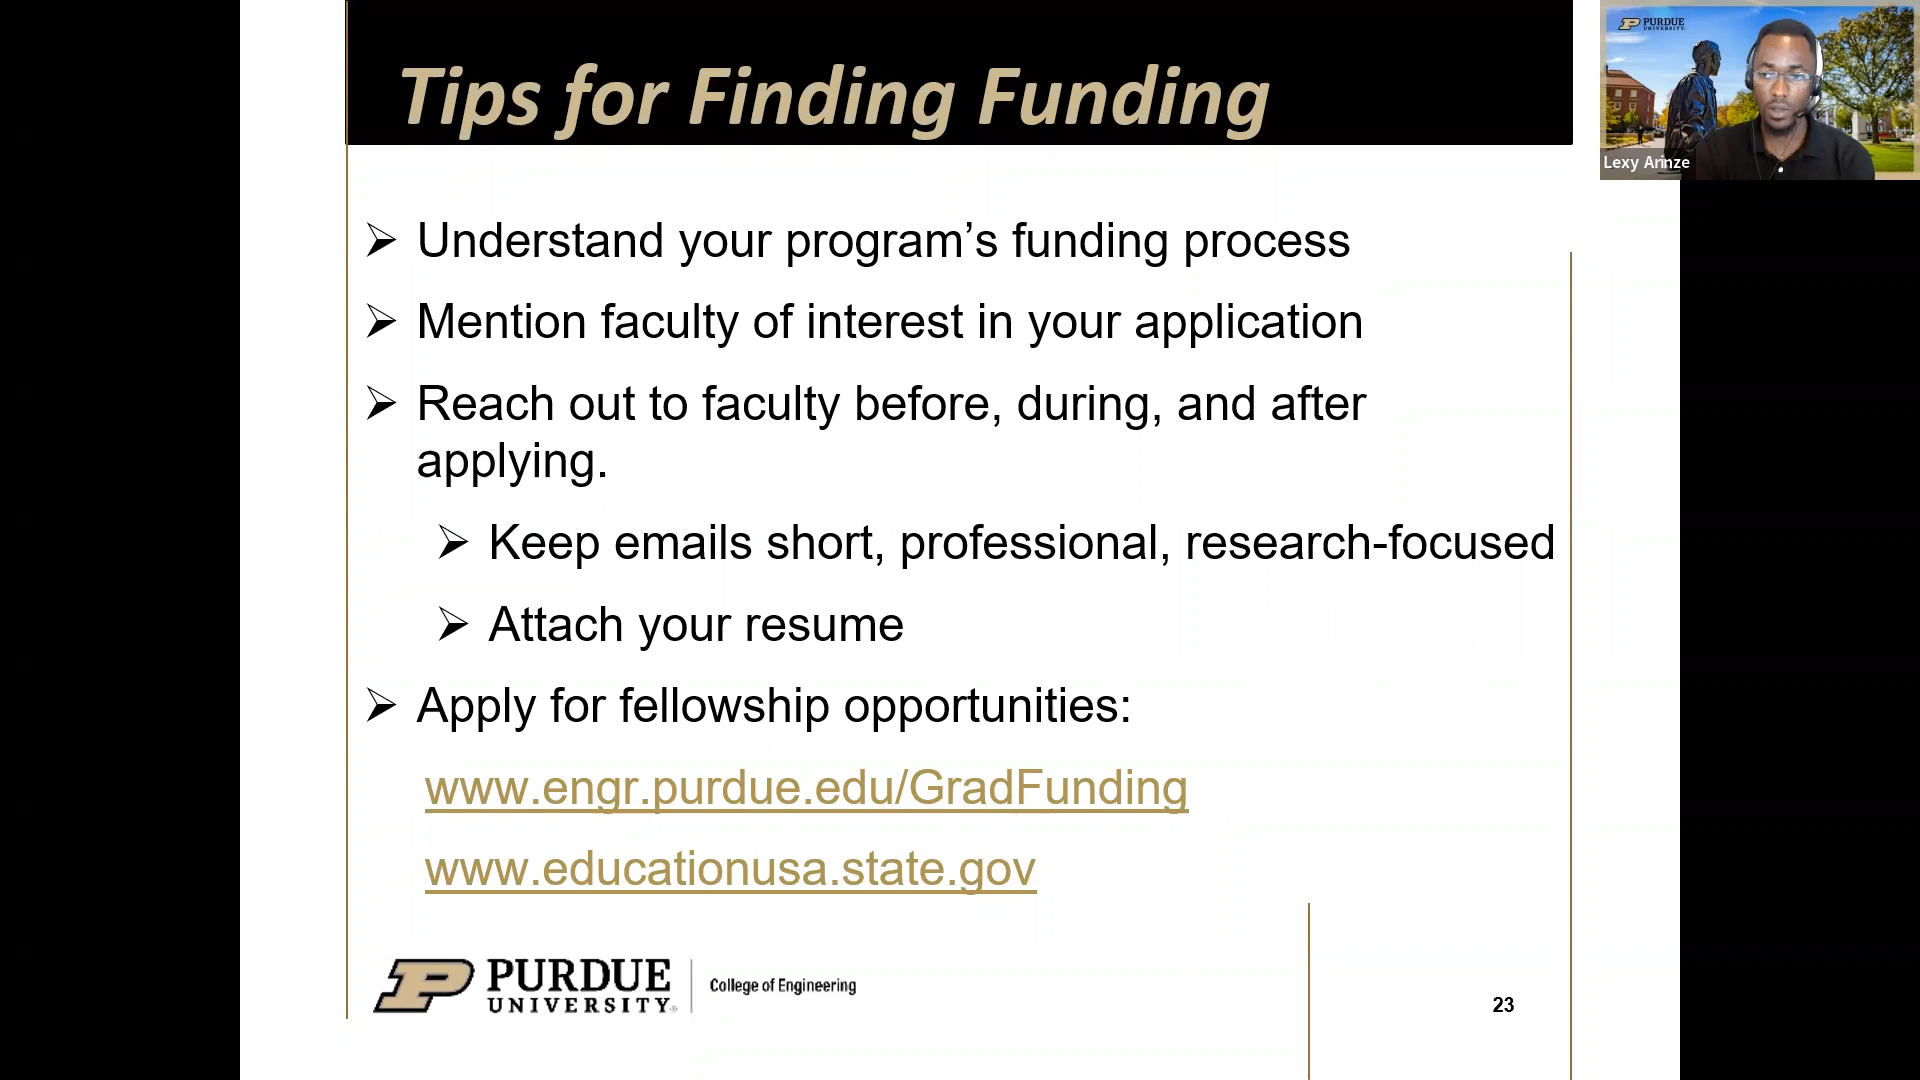 Tips for Finding Funding
PURDUE
UNIVERSITY
Lexy Arinze
➢ Understand your program’s funding process
➢ Mention faculty of interest in your application
➢ Reach out to faculty before, during, and after
applying.
➢ Keep emails short, professional, research-focused
➢ Attach your resume
➢ Apply for fellowship opportunities:
www.engr.purdue.edu/GradFunding
www.educationusa.state.gov
PURDUE
UNIVERSITY®
College of Engineering
23